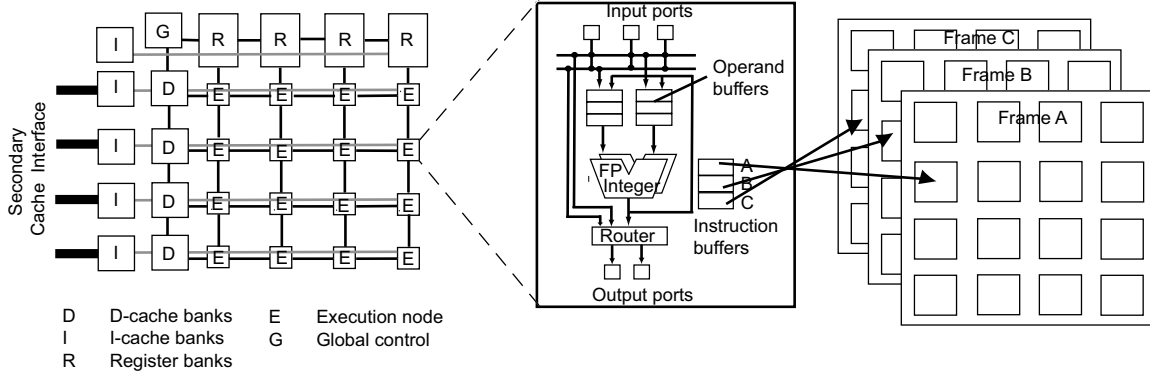 Secondary
Cache Interface
I
G
R
R
R
R
I
D
E
E
E
E
I
D
E
E
E
E
I
D
E
E
E
E
I
D
E
E
E
E
D D-cache banks
I I-cache banks
R Register banks
E Execution node
G Global control
Input ports
Operand
buffers
FP
Integer
A
B
C
Instruction
buffers
Router
Output ports
Frame C
Frame B
Frame A